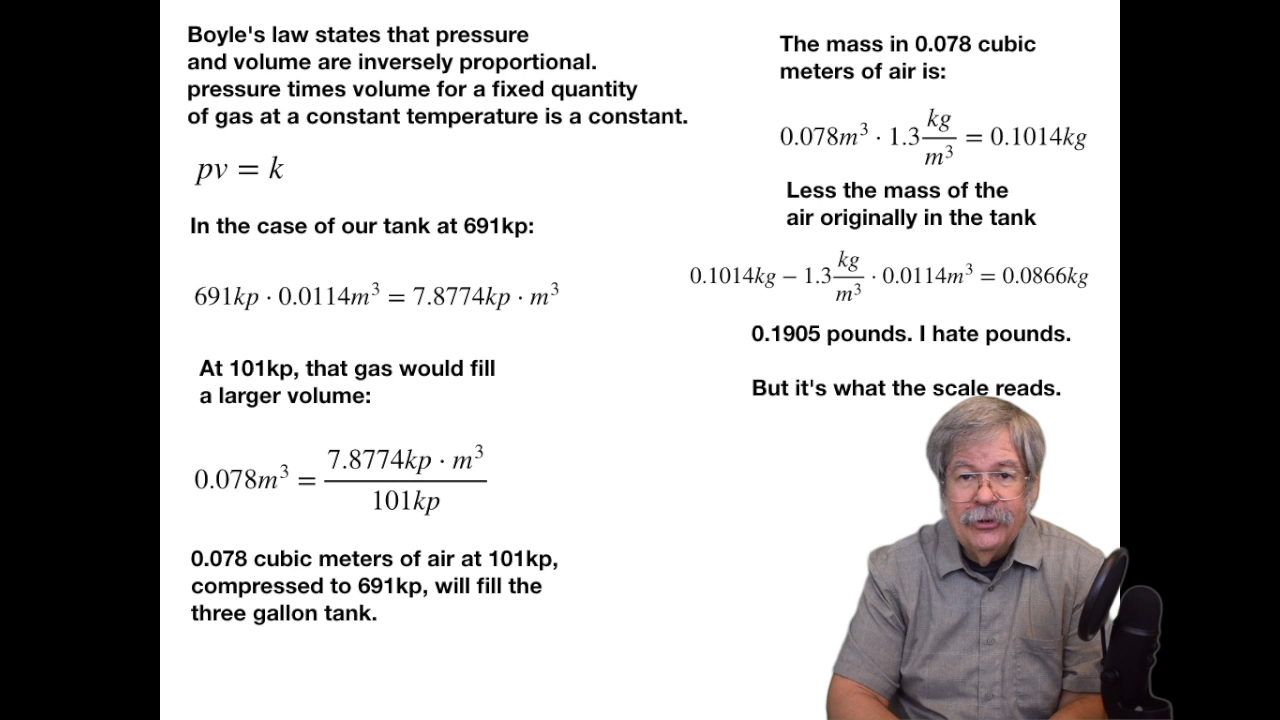 Boyle's law states that pressure
and volume are inversely proportional.
pressure times volume for a fixed quantity
of gas at a constant temperature is a constant.
pv = k
In the case of our tank at 691kp:
691kp · 0.0114m³ = 7.8774kp · m³
At 101kp, that gas would fill
a larger volume:
0.078m³ = 7.8774kp · m³ / 101kp
0.078 cubic meters of air at 101kp,
compressed to 691kp, will fill the
three gallon tank.
The mass in 0.078 cubic
meters of air is:
0.078m³ · 1.3 kg/m³ = 0.1014kg
Less the mass of the
air originally in the tank
0.1014kg − 1.3 kg/m³ · 0.0114m³ = 0.0866kg
0.1905 pounds. I hate pounds.
But it's what the scale reads.